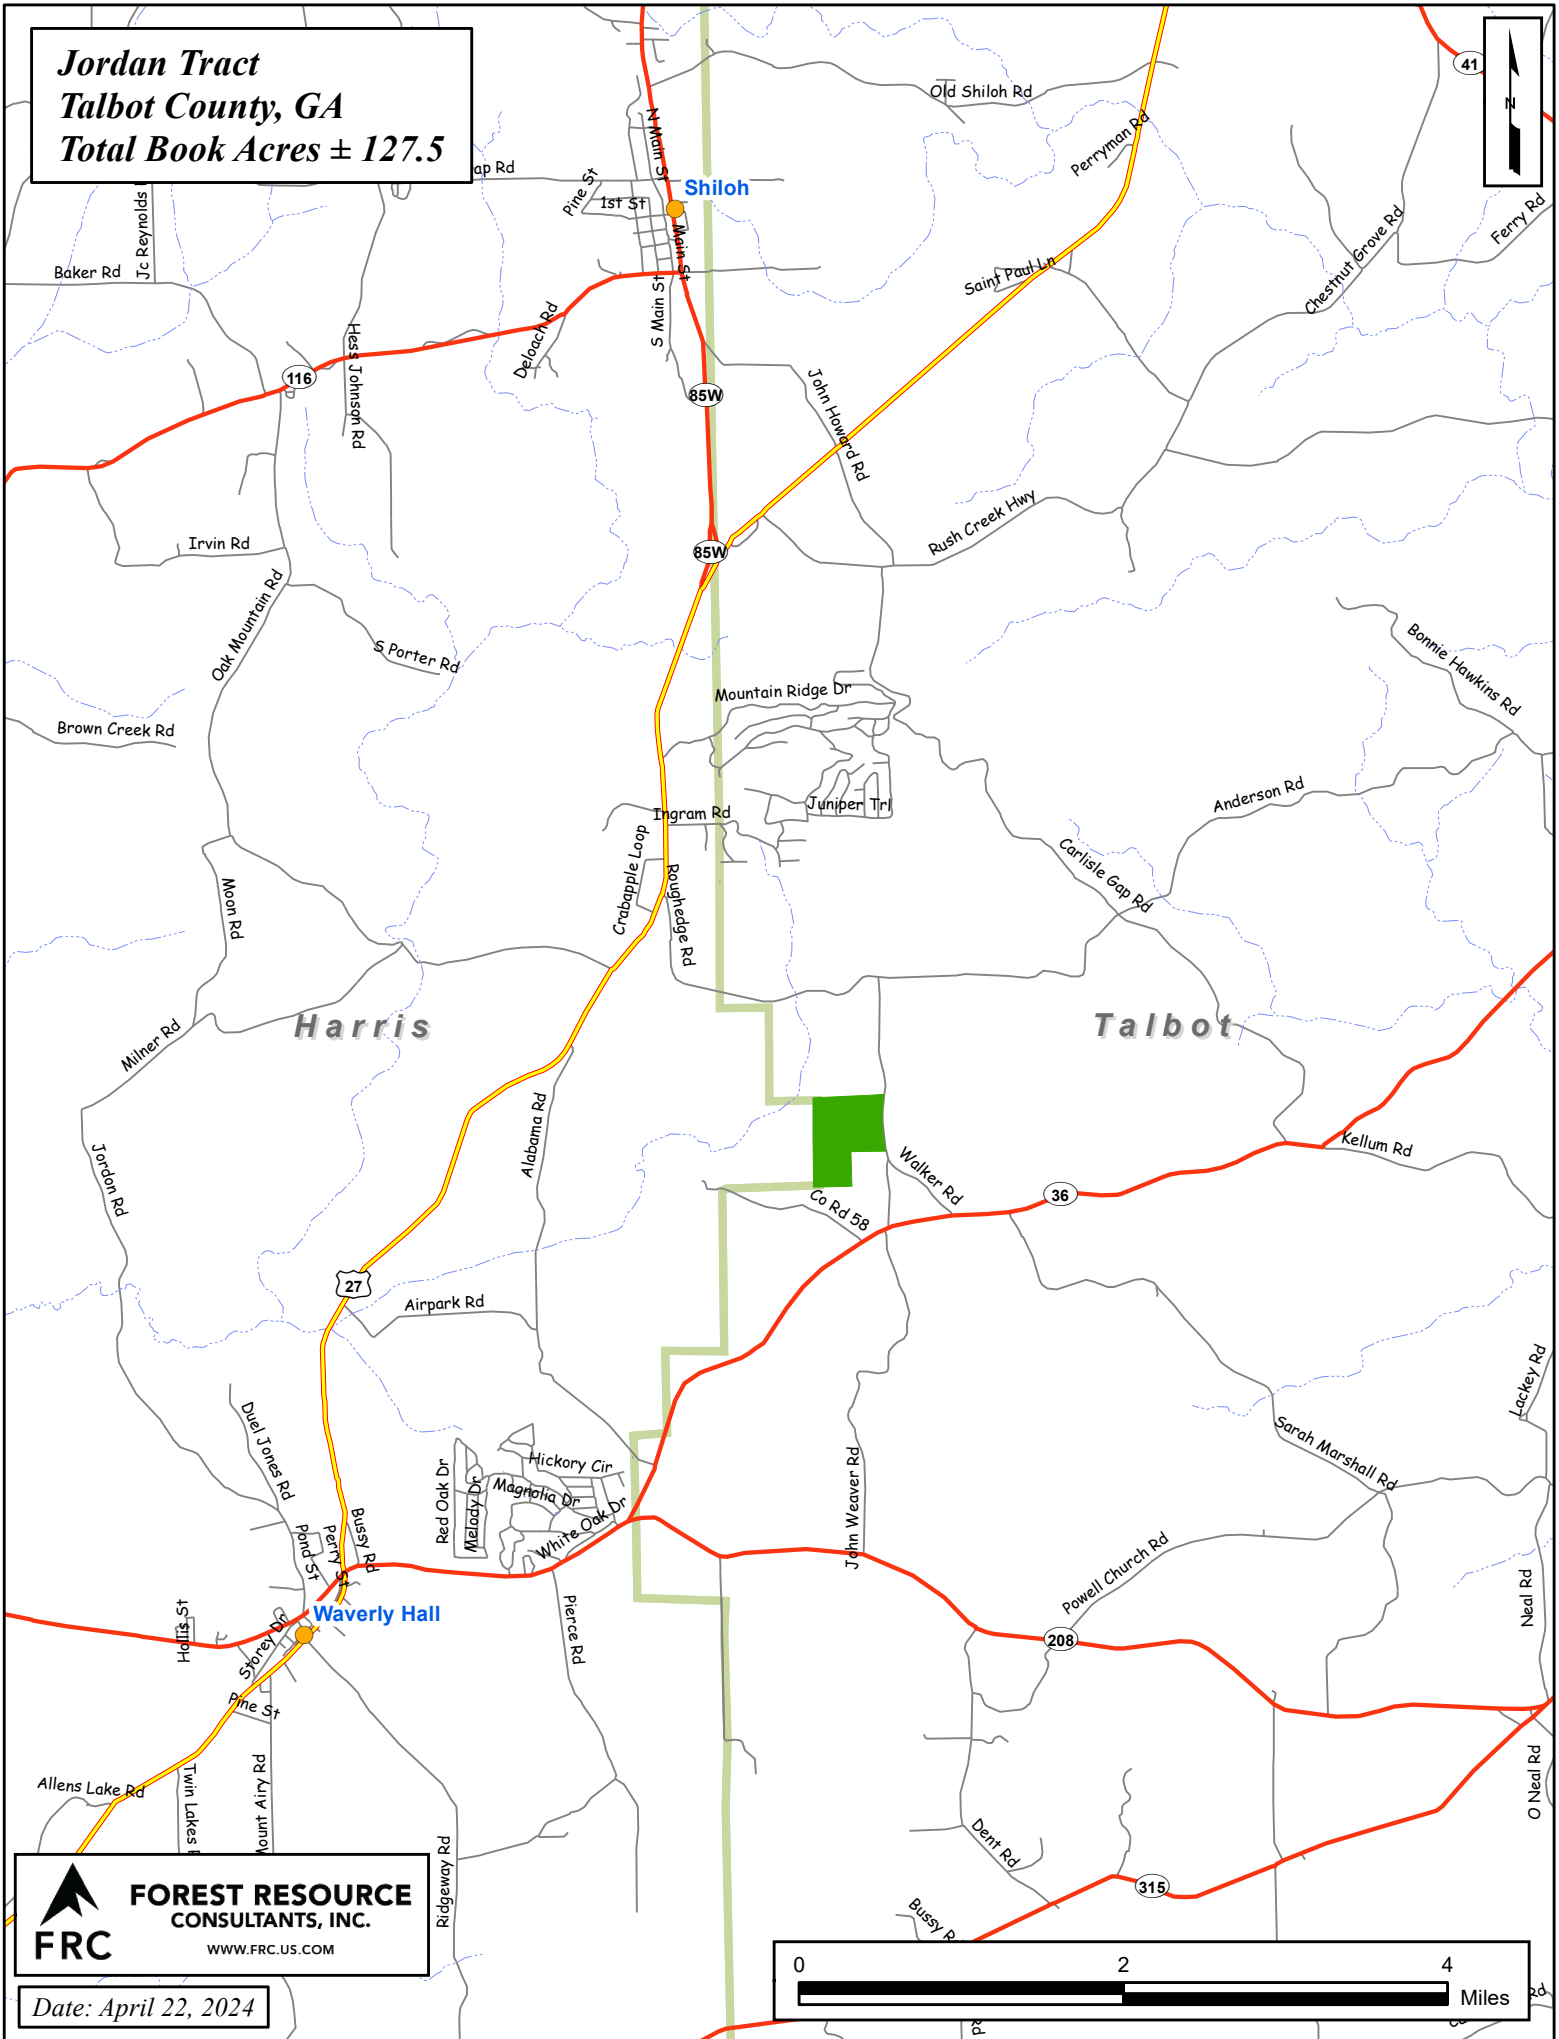 Jordan Tract
Talbot County, GA
Total Book Acres ± 127.5
N
41
Old Shiloh Rd
Perryman Rd
N Main St
ap Rd
Shiloh
Pine St
1st St
Main St
Jc Reynolds
Baker Rd
Ferry Rd
Chestnut Grove Rd
Saint Paul Ln
S Main St
Deloach Rd
Hess Johnson Rd
116
85W
John Howard Rd
Rush Creek Hwy
85W
Irvin Rd
Oak Mountain Rd
S Porter Rd
Bonnie Hawkins Rd
Mountain Ridge Dr
Brown Creek Rd
Anderson Rd
Juniper Trl
Ingram Rd
Crabapple Loop
Carlisle Gap Rd
Moon Rd
Roughedge Rd
Harris
Talbot
Milner Rd
Alabama Rd
Jordon Rd
Kellum Rd
Walker Rd
36
Co Rd 58
27
Airpark Rd
Lackey Rd
Duel Jones Rd
Sarah Marshall Rd
Hickory Cir
Red Oak Dr
Melody Dr
Magnolia Dr
White Oak Dr
John Weaver Rd
Bussy Rd
Perry St
Pond St
Powell Church Rd
Neal Rd
Waverly Hall
Hollis St
Storey Dr
Pierce Rd
208
Pine St
Allens Lake Rd
Twin Lakes
Mount Airy Rd
O Neal Rd
Dent Rd
Ridgeway Rd
315
Bussy R
FRC
FOREST RESOURCE
CONSULTANTS, INC.
WWW.FRC.US.COM
Date: April 22, 2024
0 2 4
Miles
Rd